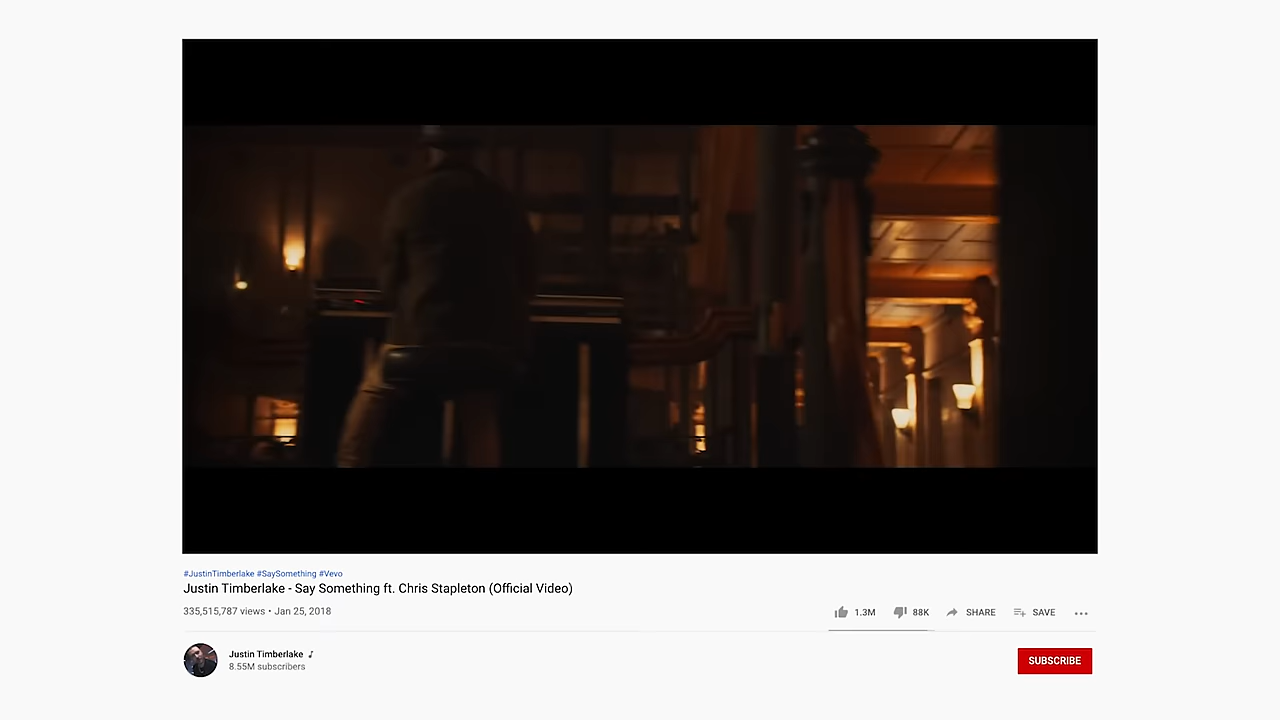 #JustinTimberlake #SaySomething #Vevo
Justin Timberlake - Say Something ft. Chris Stapleton (Official Video)
335,515,787 views • Jan 25, 2018
1.3M 88K SHARE SAVE
Justin Timberlake
8.55M subscribers
SUBSCRIBE